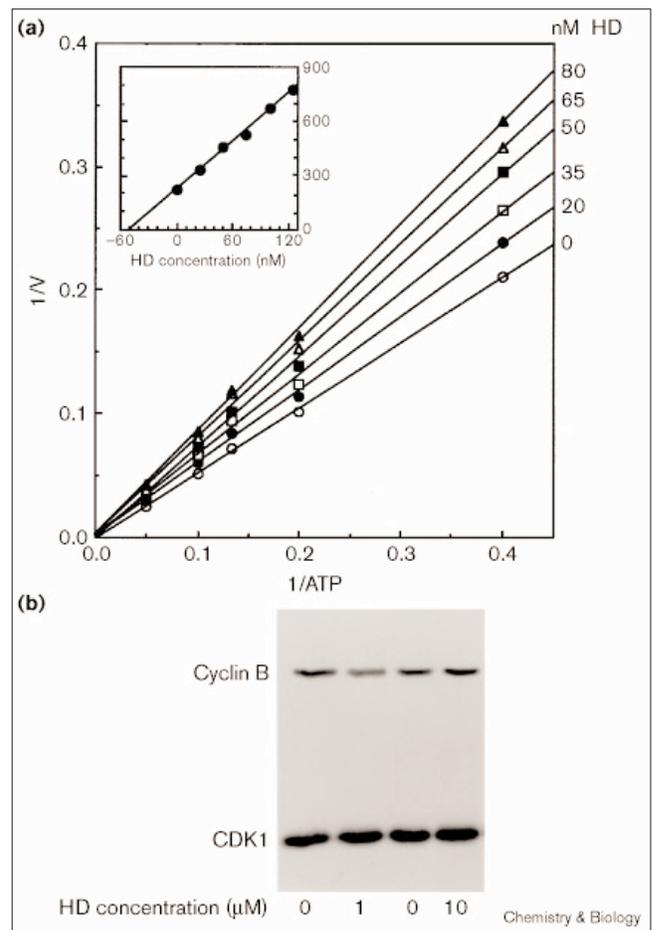 (a)
nM HD
0.4
0.3
0.2
0.1
0.0
1/V
900
600
300
0
−60 0 60 120
HD concentration (nM)
80
65
50
35
20
0
0.0 0.1 0.2 0.3 0.4
1/ATP
(b)
Cyclin B
CDK1
HD concentration (μM) 0 1 0 10
Chemistry & Biology